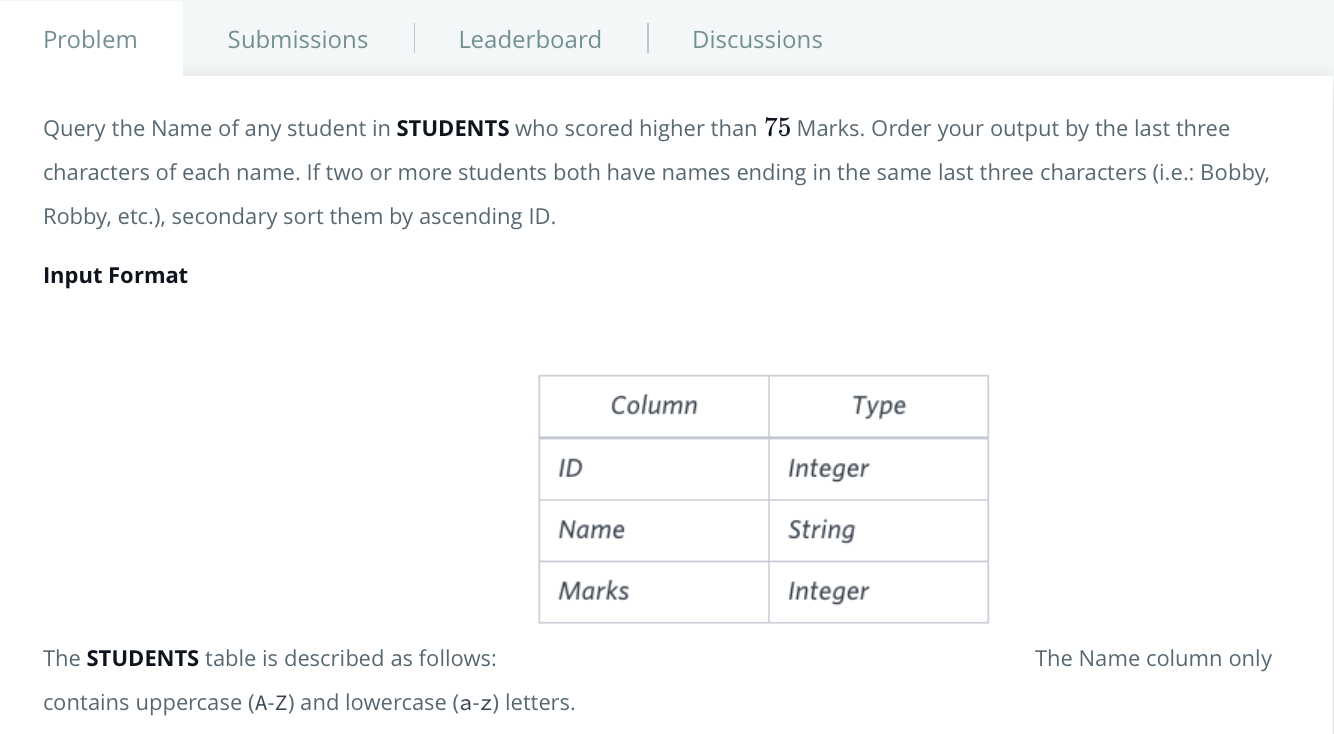 Problem
Submissions
Leaderboard
Discussions
Query the Name of any student in STUDENTS who scored higher than 75 Marks. Order your output by the last three
characters of each name. If two or more students both have names ending in the same last three characters (i.e.: Bobby,
Robby, etc.), secondary sort them by ascending ID.
Input Format
Column Type
ID Integer
Name String
Marks Integer
The STUDENTS table is described as follows: The Name column only
contains uppercase (A-Z) and lowercase (a-z) letters.